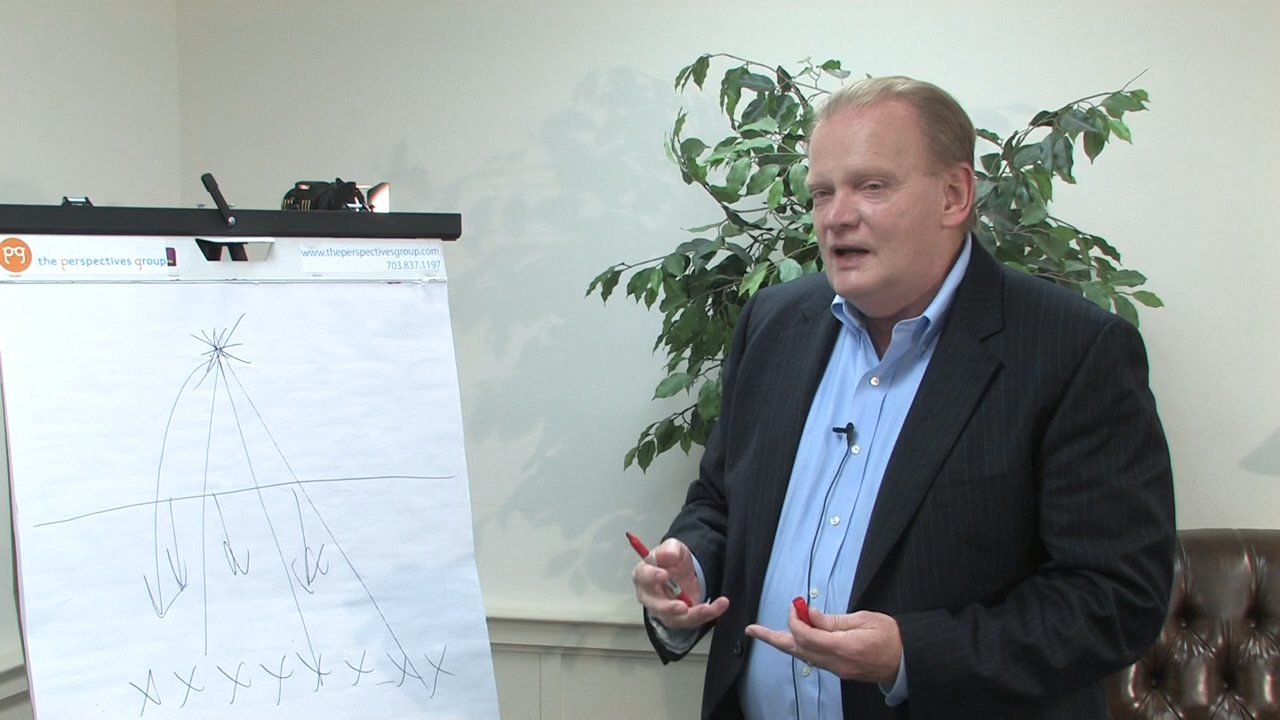 pg the perspectives group www.theperspectivesgroup.com
703.837.1197
X X X X X X X X